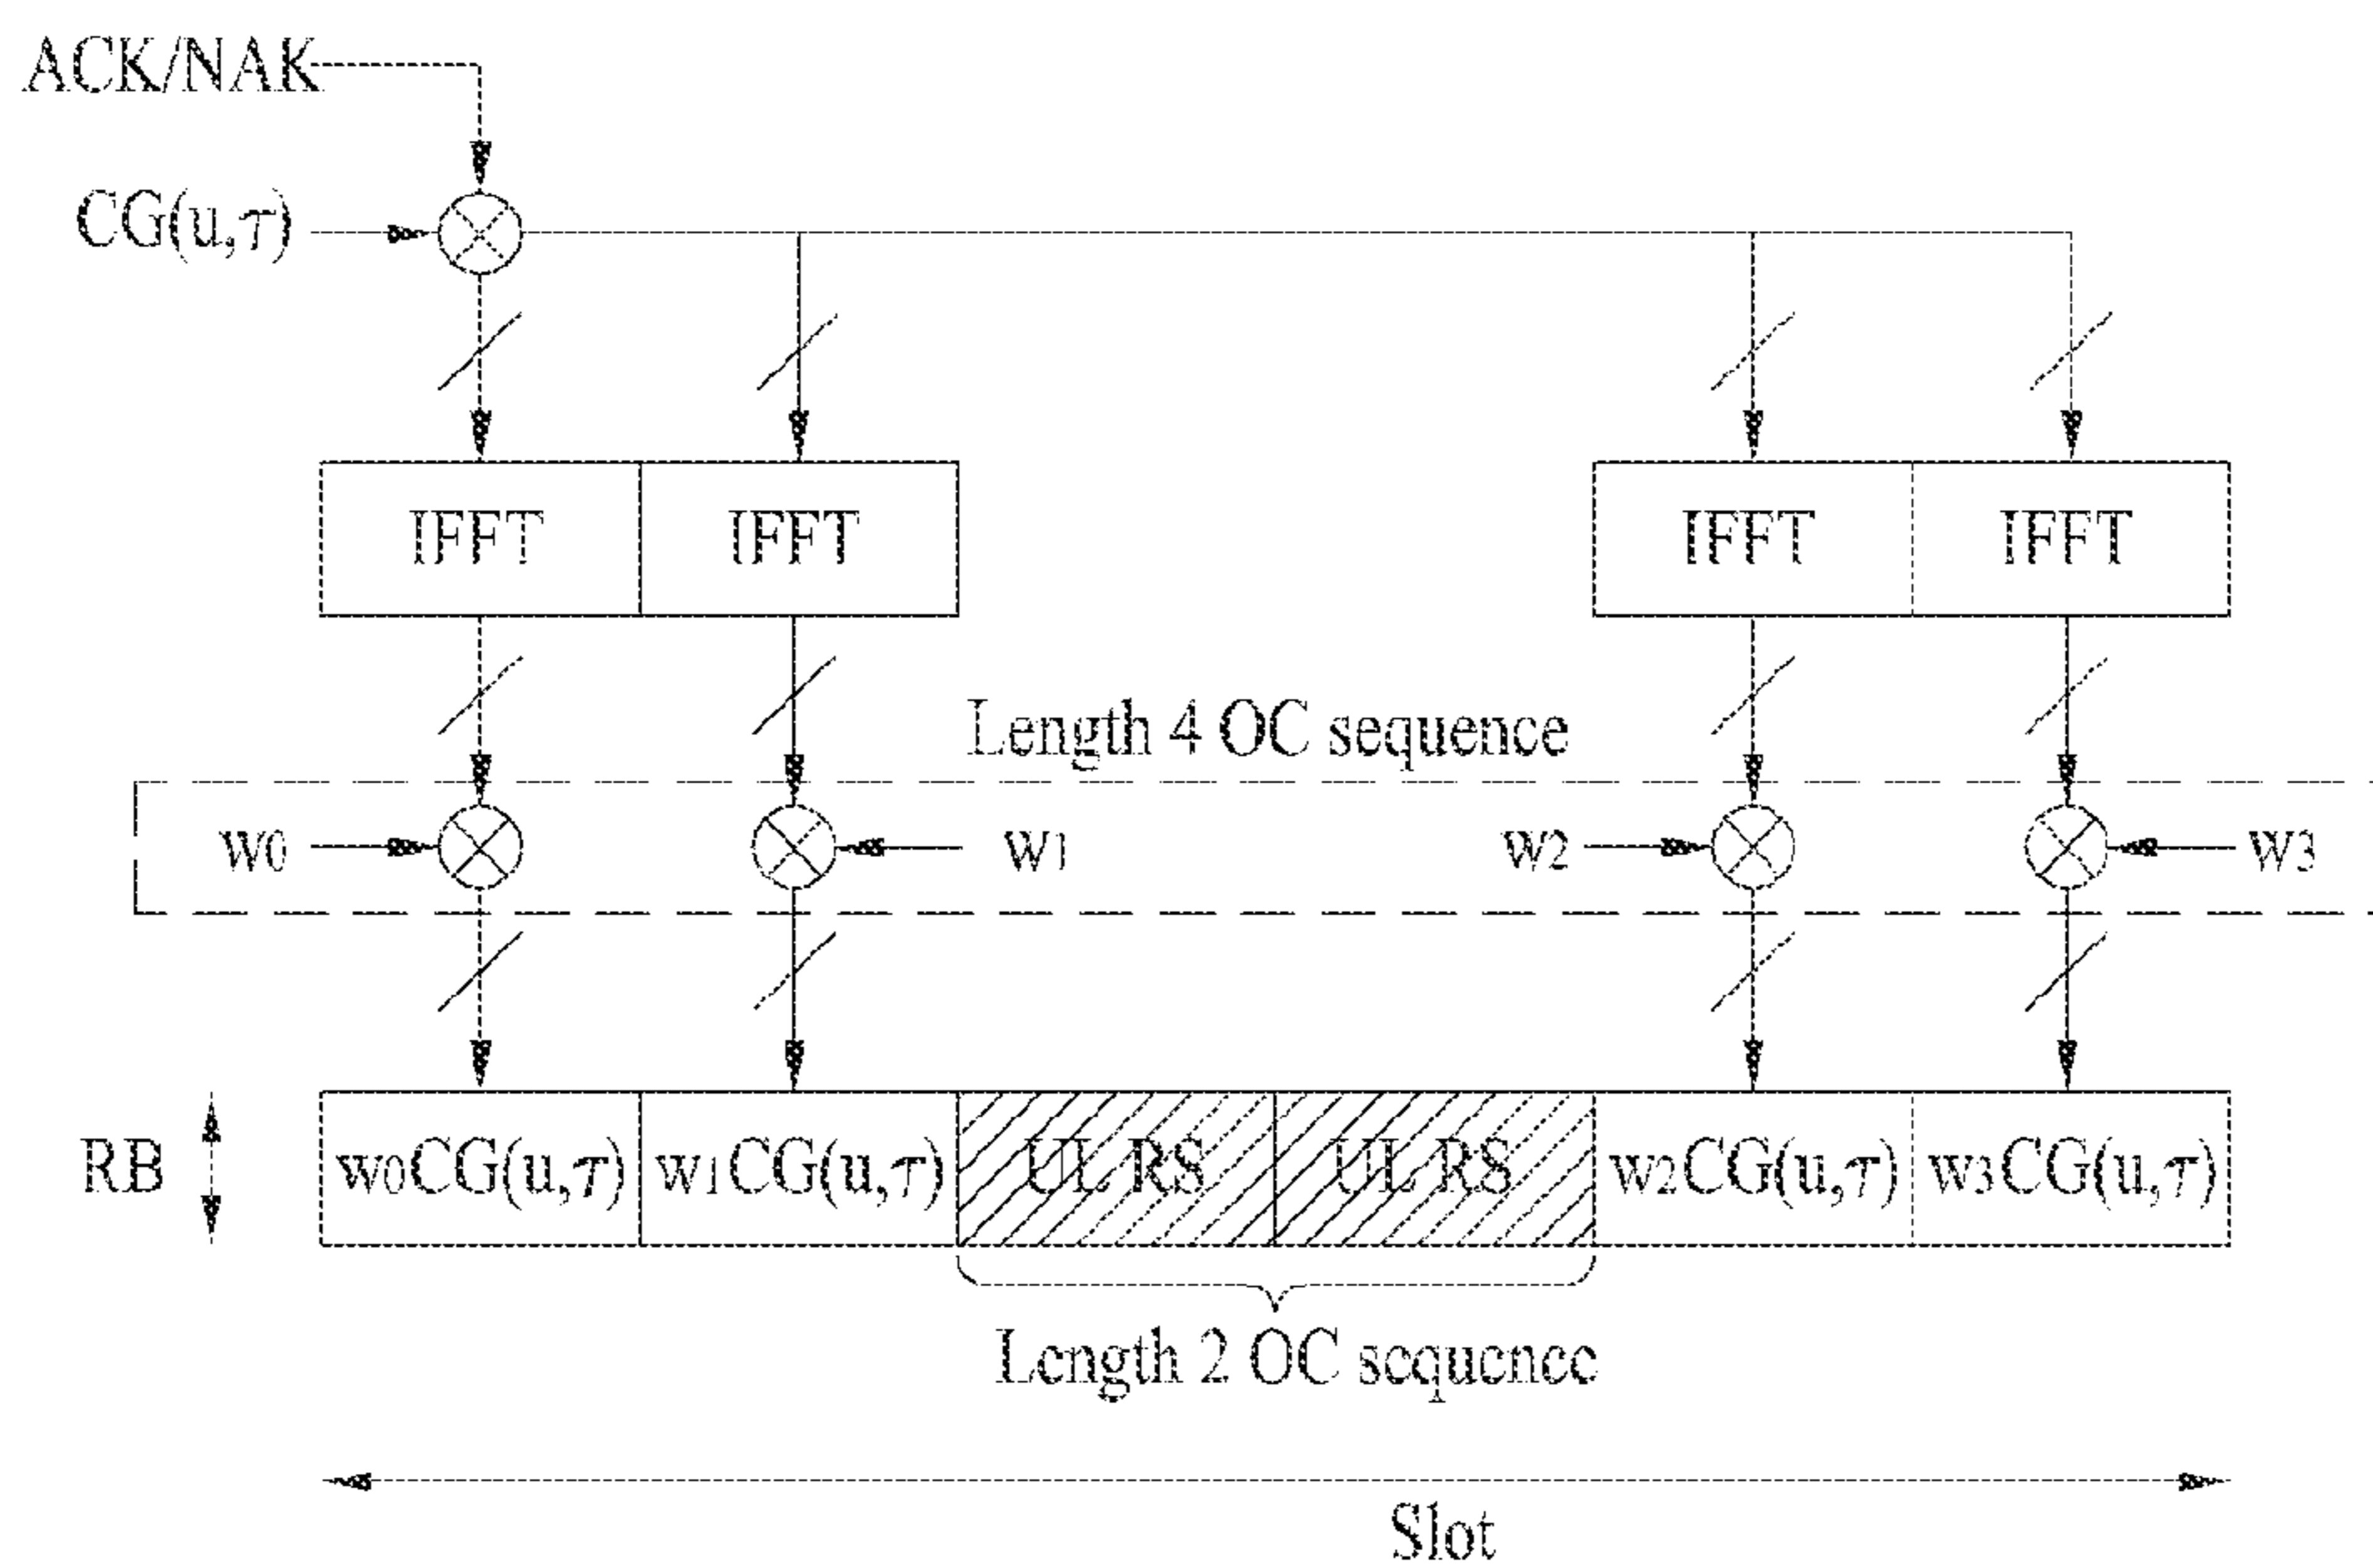 ACK/NAK
CG(u,τ)
IFFT IFFT IFFT IFFT
Length 4 OC sequence
W0 W1 W2 W3
RB w0CG(u,τ) w1CG(u,τ) UL RS UL RS w2CG(u,τ) w3CG(u,τ)
Length 2 OC sequence
Slot